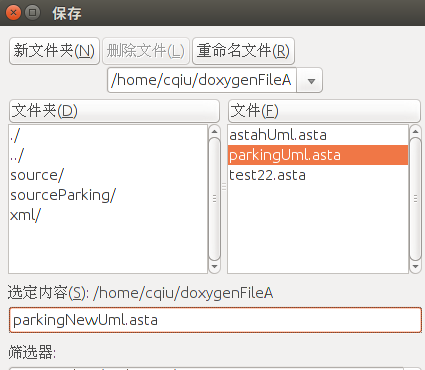 保存
新文件夹(N) 删除文件(L) 重命名文件(R)
/home/cqiu/doxygenFileA
文件夹(D) 文件(F)
./ astahUml.asta
../ parkingUml.asta
source/ test22.asta
sourceParking/
xml/
选定内容(S): /home/cqiu/doxygenFileA
parkingNewUml.asta
筛选器: